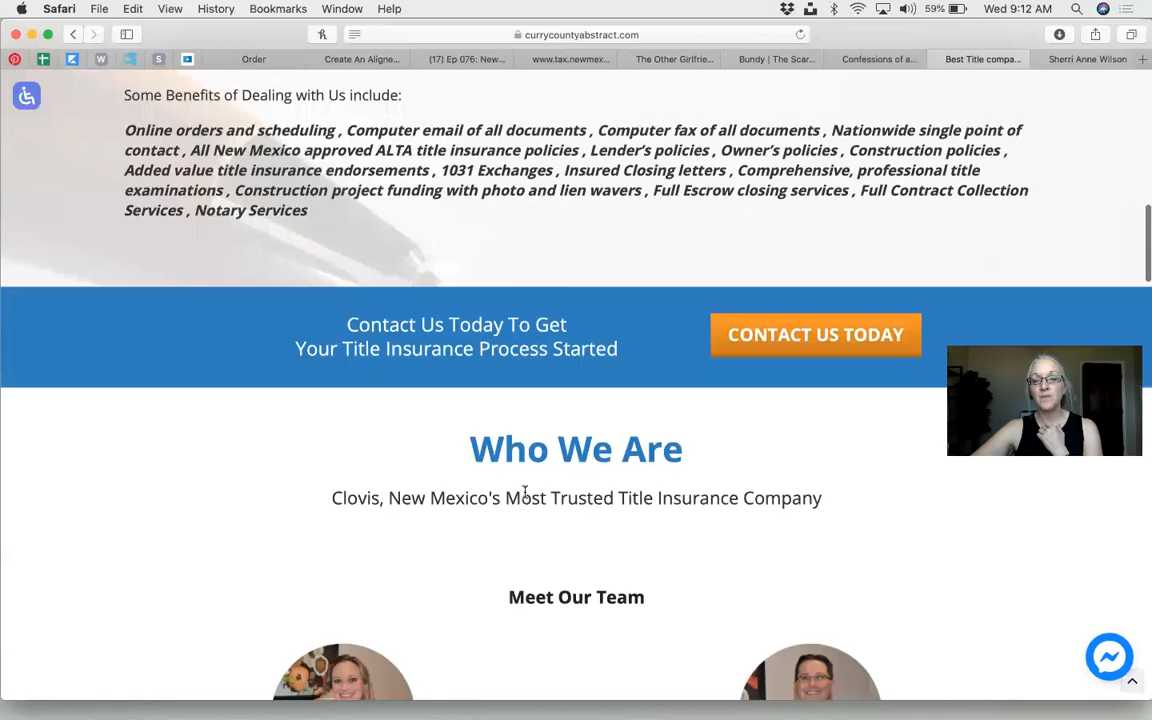 Safari File Edit View History Bookmarks Window Help 59% Wed 9:12 AM
currycountyabstract.com
Order Create An Aligne... (17) Ep 076: New... www.tax.newmex... The Other Girlfrie... Bundy | The Scar... Confessions of a... Best Title compa... Sherri Anne Wilson
Some Benefits of Dealing with Us include:
Online orders and scheduling , Computer email of all documents , Computer fax of all documents , Nationwide single point of
contact , All New Mexico approved ALTA title insurance policies , Lender's policies , Owner's policies , Construction policies ,
Added value title insurance endorsements , 1031 Exchanges , Insured Closing letters , Comprehensive, professional title
examinations , Construction project funding with photo and lien wavers , Full Escrow closing services , Full Contract Collection
Services , Notary Services
Contact Us Today To Get
Your Title Insurance Process Started
CONTACT US TODAY
Who We Are
Clovis, New Mexico's Most Trusted Title Insurance Company
Meet Our Team